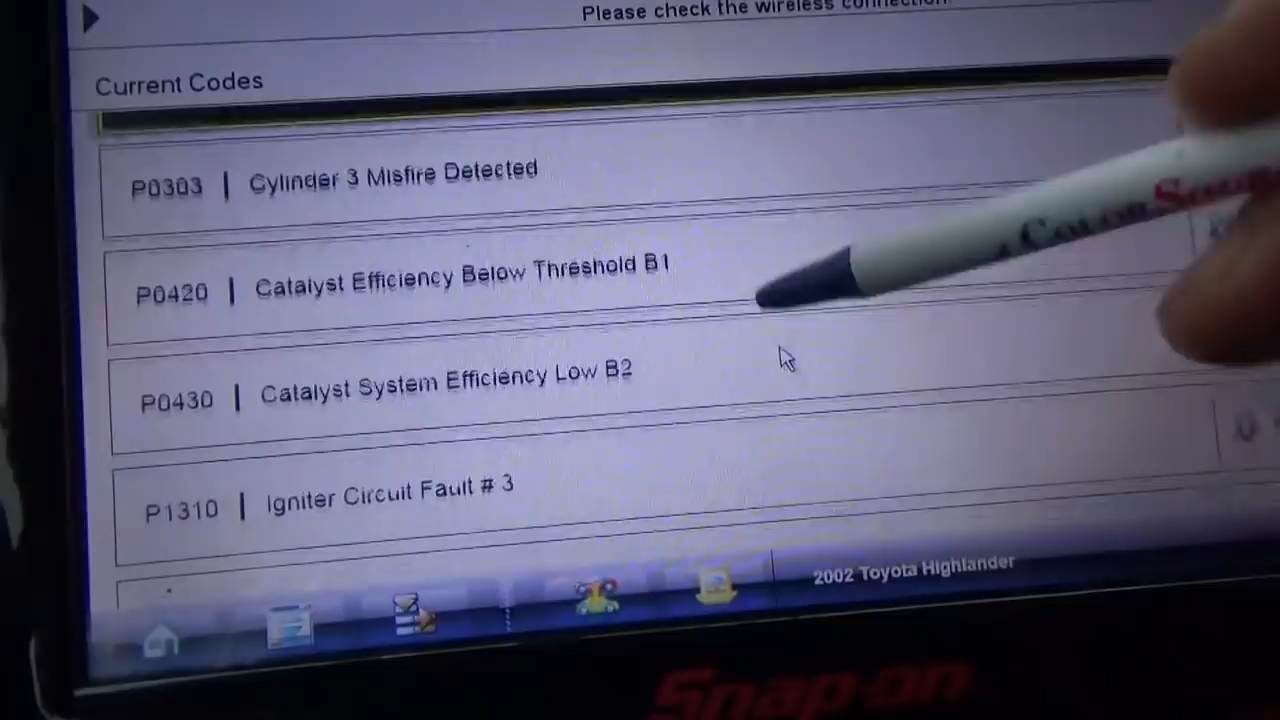 Please check the wireless connection
Current Codes
P0303 | Cylinder 3 Misfire Detected
P0420 | Catalyst Efficiency Below Threshold B1
P0430 | Catalyst System Efficiency Low B2
P1310 | Igniter Circuit Fault # 3
2002 Toyota Highlander
Snap-on